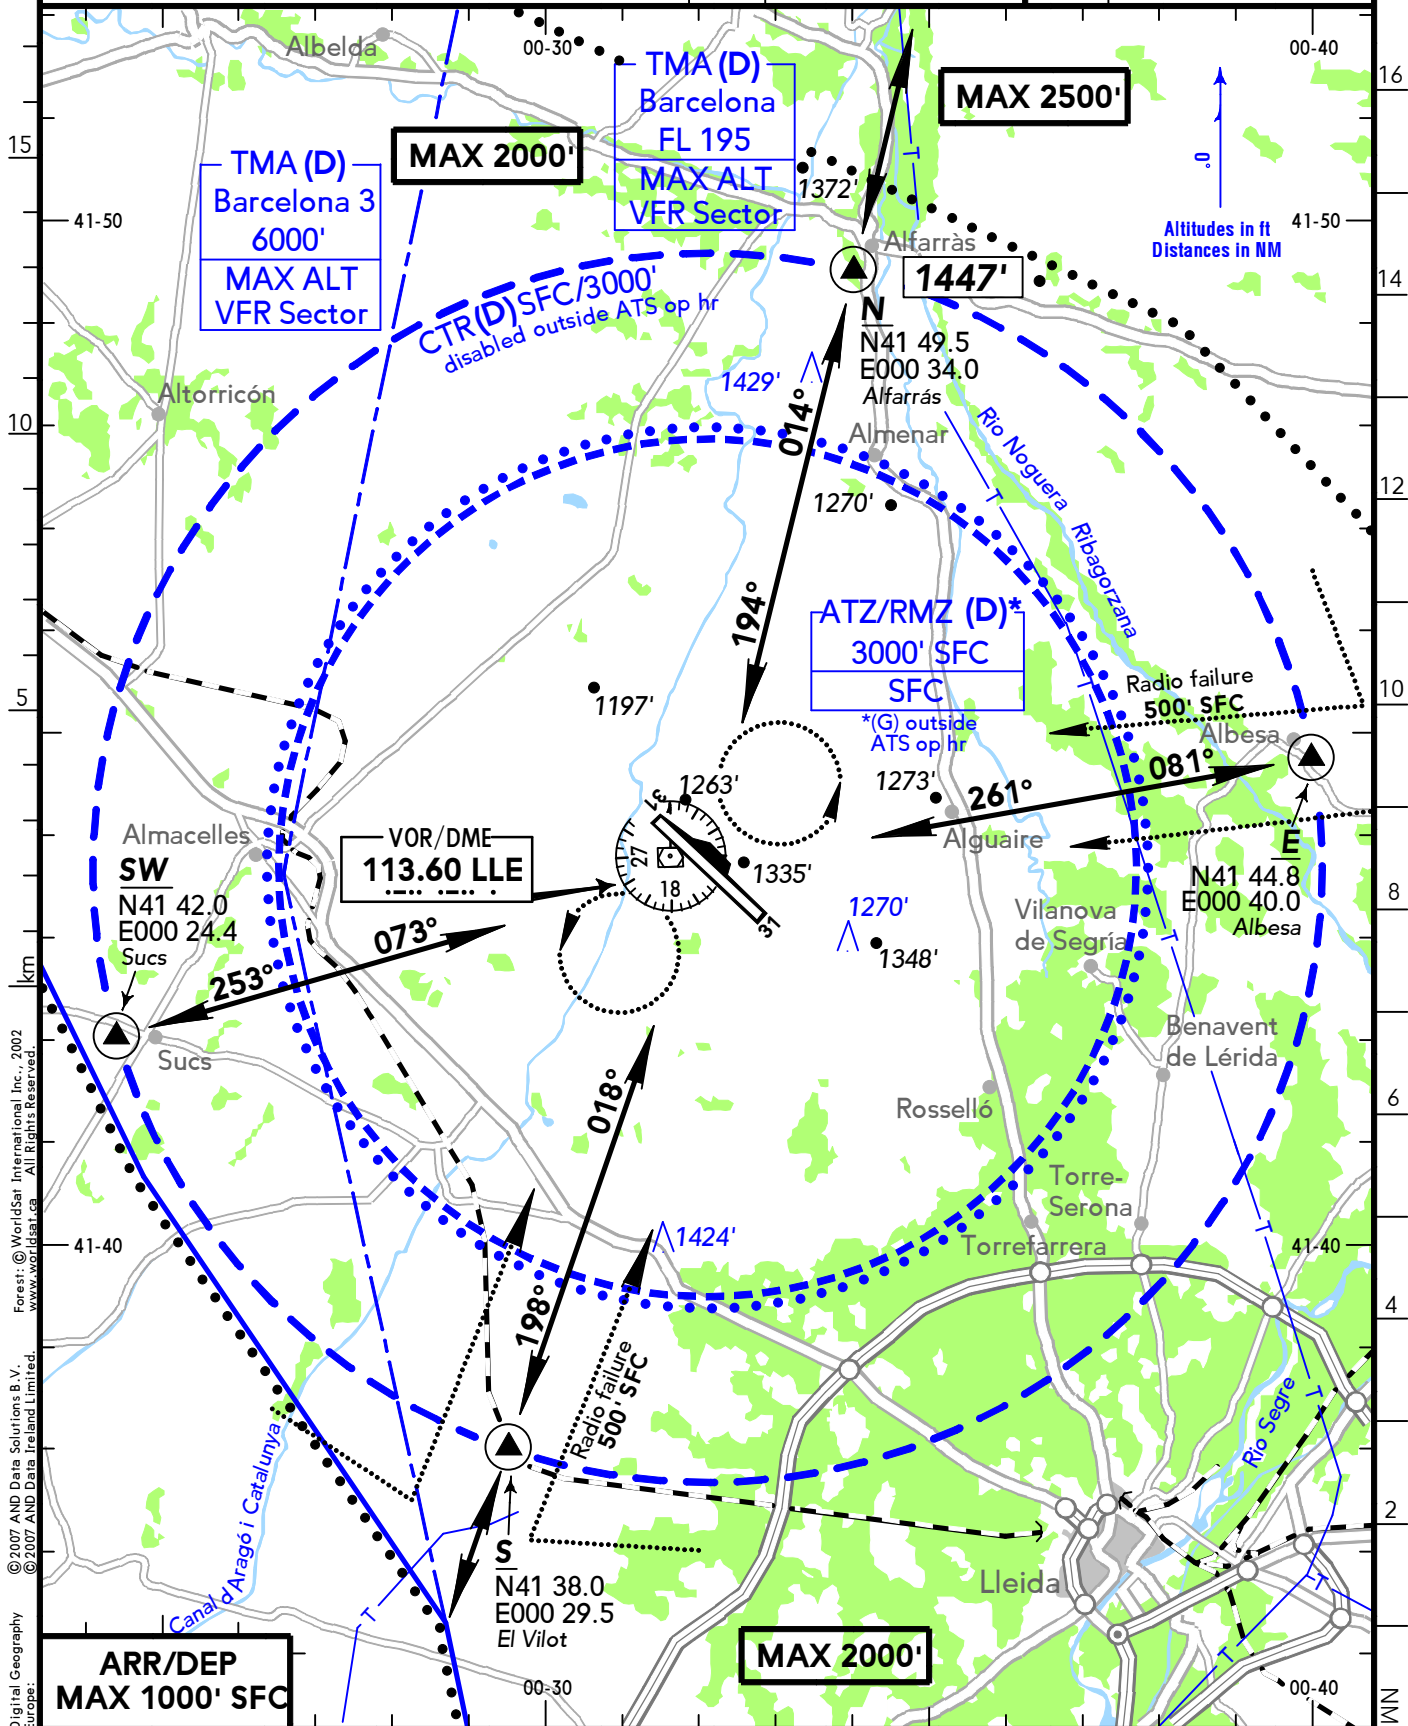 Albelda
00-30
00-40
16
15
14
12
10
5
km
10
8
6
4
2
NM
TMA (D)
Barcelona
FL 195
MAX ALT
VFR Sector
MAX 2500'
MAX 2000'
TMA (D)
Barcelona 3
6000'
MAX ALT
VFR Sector
0°
Altitudes in ft
Distances in NM
41-50
41-50
1372'
Alfarràs
1447'
N
N41 49.5
E000 34.0
Alfarrás
CTR(D)SFC/3000'
disabled outside ATS op hr
1429'
Altorricón
014°
Almenar
1270'
Rio Noguera Ribagorzana
T
T
T
194°
ATZ/RMZ (D)*
3000' SFC
SFC
*(G) outside
ATS op hr
1197'
Radio failure
500' SFC
Albesa
081°
261°
1273'
Alguaire
E
N41 44.8
E000 40.0
Albesa
1263'
31
27
18
1335'
13
VOR/DME
113.60 LLE
Almacelles
SW
N41 42.0
E000 24.4
Sucs
073°
253°
Sucs
1270'
1348'
Vilanova
de Segría
T
Benavent
de Lérida
Rosselló
018°
198°
1424'
Torre-
Serona
Torrefarrera
T
41-40
41-40
Radio failure
500' SFC
Canal d'Aragó i Catalunya
Rio Segre
T
S
N41 38.0
E000 29.5
El Vilot
T
Lleida
T
T
ARR/DEP
MAX 1000' SFC
MAX 2000'
00-30
00-40
Forest: © WorldSat International Inc., 2002
www.worldsat.ca All Rights Reserved.
©2007 AND Data Solutions B.V.
©2007 AND Data Ireland Limited.
Digital Geography
Europe: